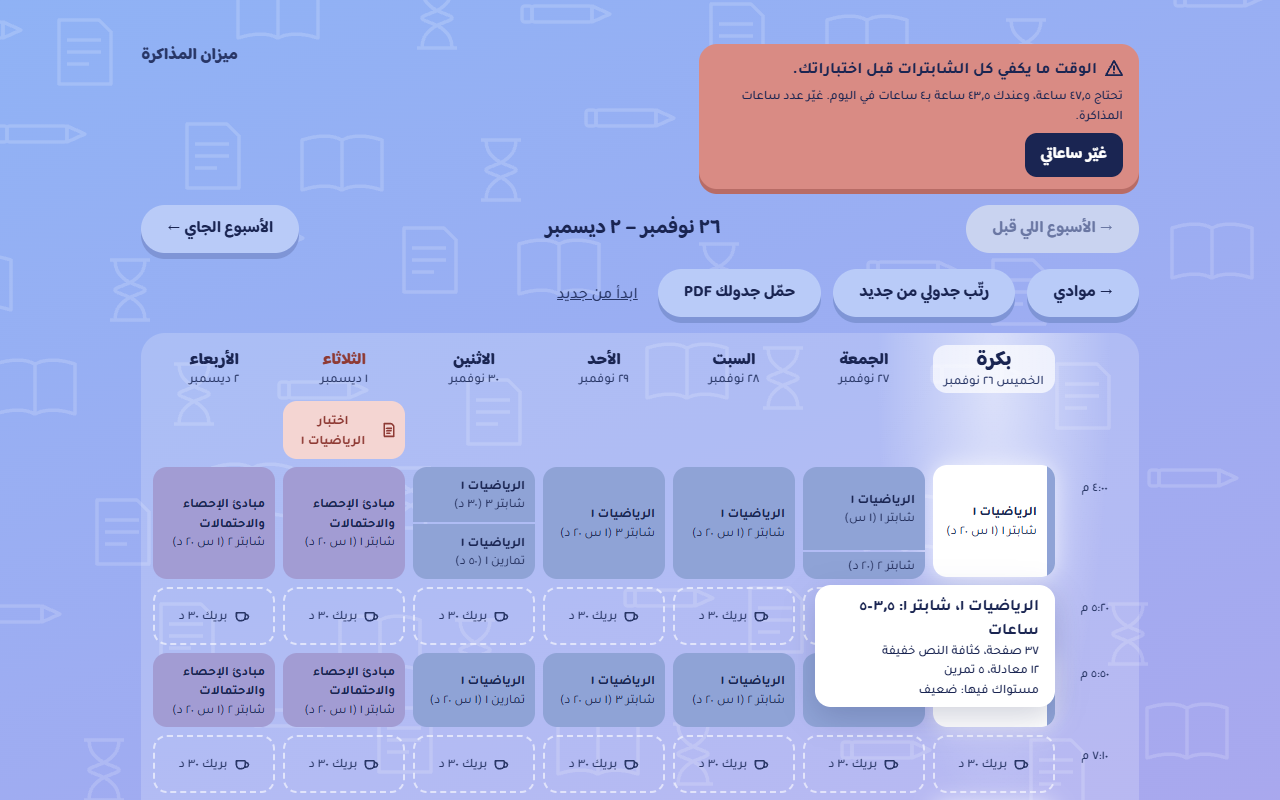 ميزان المذاكرة
الوقت ما يكفي كل الشابترات قبل اختباراتك.
تحتاج ٤٧,٥ ساعة، وعندك ٤٣,٥ ساعة بـ٤ ساعات في اليوم. غيّر عدد ساعات
المذاكرة.
غيّر ساعاتي
→ الأسبوع اللي قبل
٢٦ نوفمبر – ٢ ديسمبر
الأسبوع الجاي ←
→ موادي
رتّب جدولي من جديد
حمّل جدولك PDF
ابدأ من جديد
بكرة
الخميس ٢٦ نوفمبر
الجمعة
٢٧ نوفمبر
السبت
٢٨ نوفمبر
الأحد
٢٩ نوفمبر
الاثنين
٣٠ نوفمبر
الثلاثاء
١ ديسمبر
الأربعاء
٢ ديسمبر
اختبار
الرياضيات ١
٤:٠٠ م
الرياضيات ١
شابتر ١ (١ س ٢٠ د)
الرياضيات ١
شابتر ١ (١ س)
شابتر ٢ (٢٠ د)
الرياضيات ١
شابتر ٢ (١ س ٢٠ د)
الرياضيات ١
شابتر ٣ (١ س ٢٠ د)
الرياضيات ١
شابتر ٣ (٣٠ د)
الرياضيات ١
تمارين ١ (٥٠ د)
مبادئ الإحصاء
والاحتمالات
شابتر ١ (١ س ٢٠ د)
مبادئ الإحصاء
والاحتمالات
شابتر ٢ (١ س ٢٠ د)
٥:٢٠ م
الرياضيات ١، شابتر ١: ٣,٥-٥
ساعات
٣٧ صفحة، كثافة النص خفيفة
١٢ معادلة، ٥ تمرين
مستواك فيها: ضعيف
بريك ٣٠ د
بريك ٣٠ د
بريك ٣٠ د
بريك ٣٠ د
بريك ٣٠ د
٥:٥٠ م
الرياضيات ١
شابتر ٢ (١ س ٢٠ د)
الرياضيات ١
شابتر ٣ (١ س ٢٠ د)
الرياضيات ١
تمارين ١ (١ س ٢٠ د)
مبادئ الإحصاء
والاحتمالات
شابتر ١ (١ س ٢٠ د)
مبادئ الإحصاء
والاحتمالات
شابتر ٢ (١ س ٢٠ د)
٧:١٠ م
بريك ٣٠ د
بريك ٣٠ د
بريك ٣٠ د
بريك ٣٠ د
بريك ٣٠ د
بريك ٣٠ د
بريك ٣٠ د